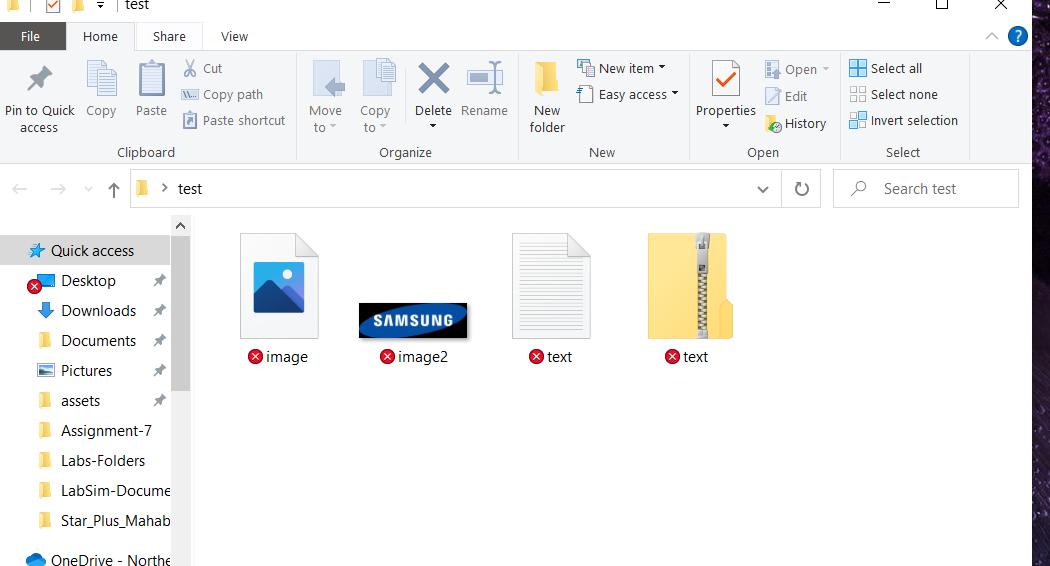 test
File Home Share View
Pin to Quick access
Copy
Paste
Cut
Copy path
Paste shortcut
Clipboard
Move to
Copy to
Delete
Rename
Organize
New folder
New item
Easy access
New
Properties
Open
Edit
History
Open
Select all
Select none
Invert selection
Select
test
Search test
Quick access
Desktop
Downloads
Documents
Pictures
assets
Assignment-7
Labs-Folders
LabSim-Docume
Star_Plus_Mahab
OneDrive - Northe
SAMSUNG
image
image2
text
text